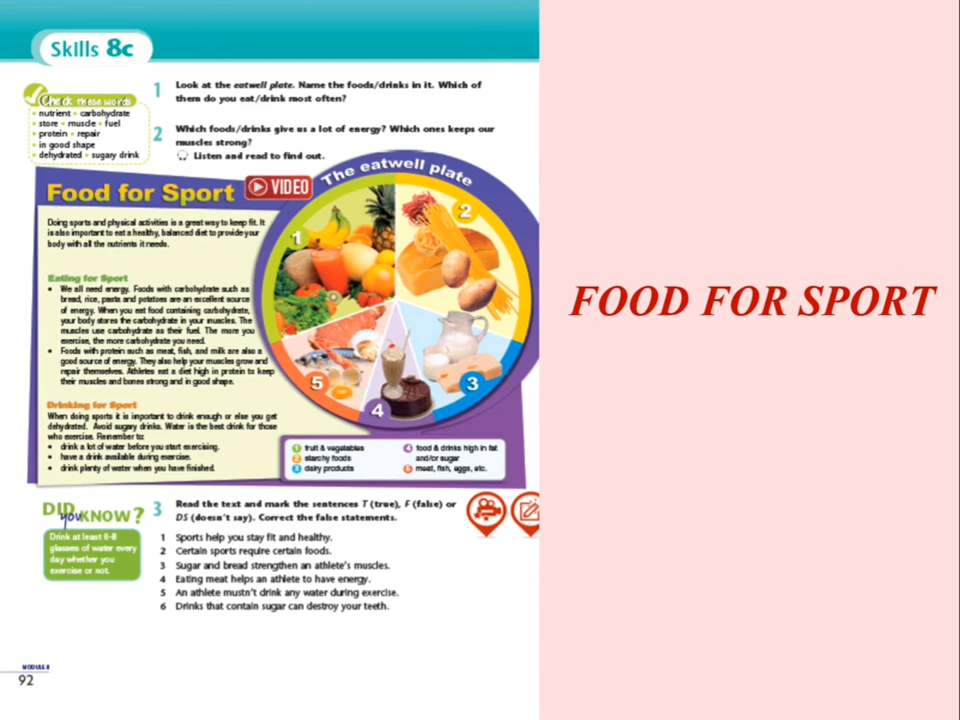 Skills 8c
Check these words
• nutrient • carbohydrate
• store • muscle • fuel
• protein • repair
• in good shape
• dehydrated • sugary drink
1 Look at the eatwell plate. Name the foods/drinks in it. Which of
them do you eat/drink most often?
2 Which foods/drinks give us a lot of energy? Which ones keeps our
muscles strong?
Listen and read to find out.
Food for Sport
VIDEO
The eatwell plate
Doing sports and physical activities is a great way to keep fit. It
is also important to eat a healthy, balanced diet to provide your
body with all the nutrients it needs.
Eating for Sport
• We all need energy. Foods with carbohydrate such as
bread, rice, pasta and potatoes are an excellent source
of energy. When you eat food containing carbohydrate,
your body stores the carbohydrate in your muscles. The
muscles use carbohydrate as their fuel. The more you
exercise, the more carbohydrate you need.
• Foods with protein such as meat, fish, and milk are also a
good source of energy. They also help your muscles grow and
repair themselves. Athletes eat a diet high in protein to keep
their muscles and bones strong and in good shape.
Drinking for Sport
When doing sports it is important to drink enough or else you get
dehydrated. Avoid sugary drinks. Water is the best drink for those
who exercise. Remember to:
• drink a lot of water before you start exercising.
• have a drink available during exercise.
• drink plenty of water when you have finished.
1
2
3
4
5
1 fruit & vegetables
2 starchy foods
3 dairy products
4 food & drinks high in fat
and/or sugar
5 meat, fish, eggs, etc.
DID you KNOW?
Drink at least 6-8
glasses of water every
day whether you
exercise or not.
3 Read the text and mark the sentences T (true), F (false) or
DS (doesn't say). Correct the false statements.
1 Sports help you stay fit and healthy.
2 Certain sports require certain foods.
3 Sugar and bread strengthen an athlete's muscles.
4 Eating meat helps an athlete to have energy.
5 An athlete mustn't drink any water during exercise.
6 Drinks that contain sugar can destroy your teeth.
MODULE 8
92
FOOD FOR SPORT